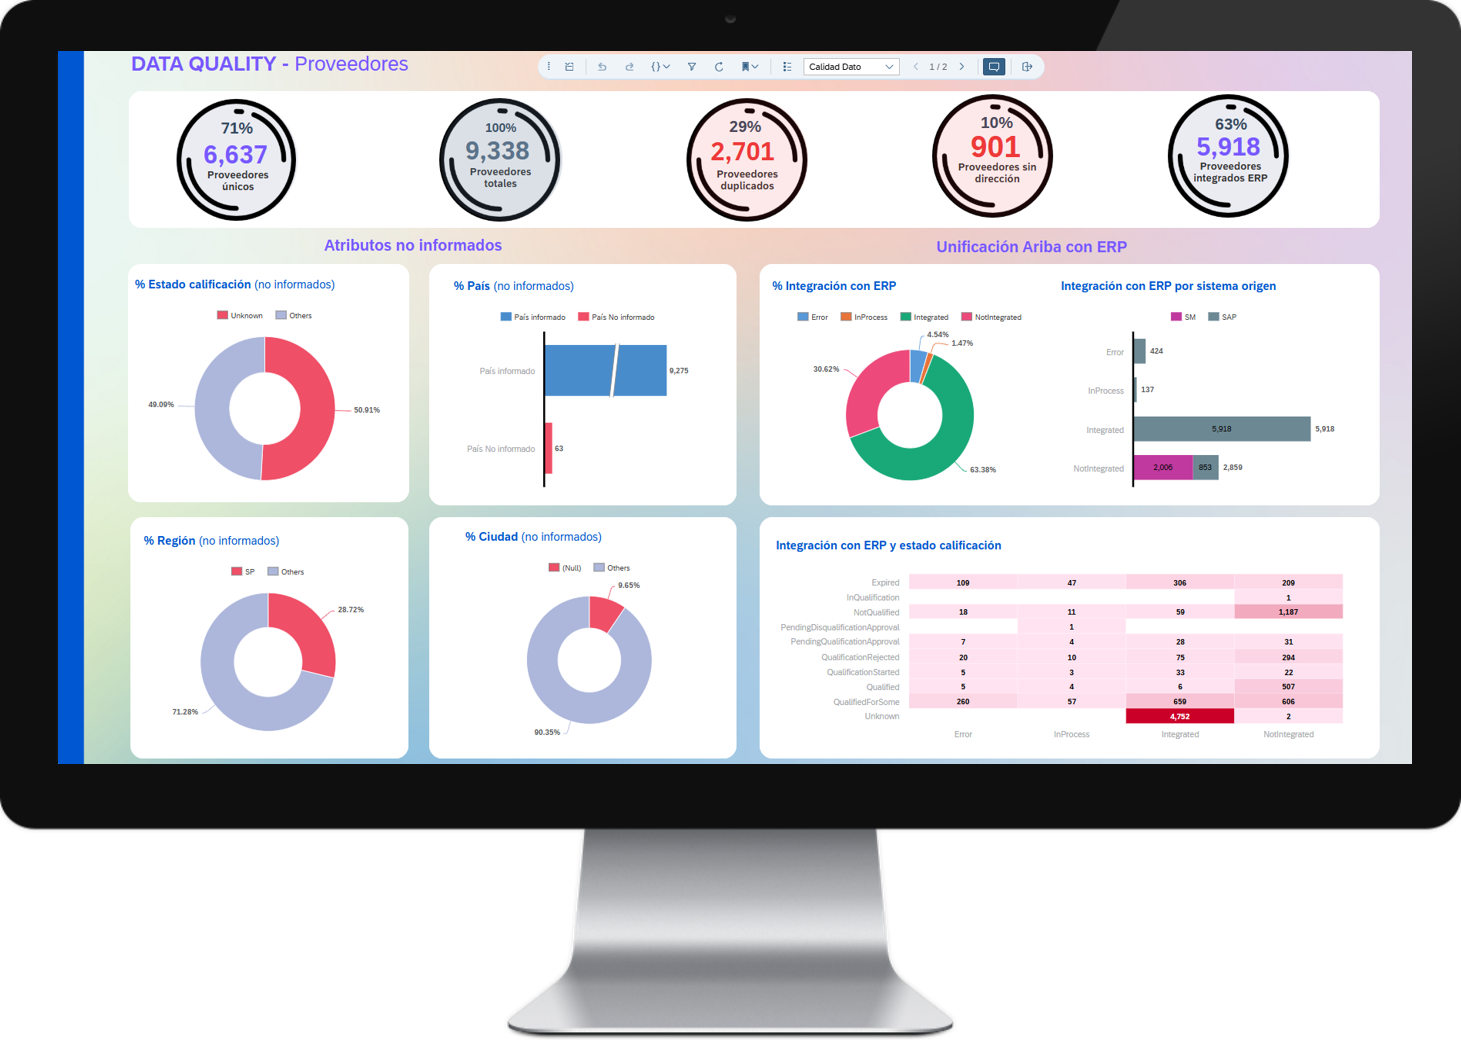 DATA QUALITY - Proveedores
Calidad Dato
1 / 2
71%
6,637
Proveedores
únicos
100%
9,338
Proveedores
totales
29%
2,701
Proveedores
duplicados
10%
901
Proveedores sin
dirección
63%
5,918
Proveedores
integrados ERP
Atributos no informados
Unificación Ariba con ERP
% Estado calificación (no informados)
Unknown Others
49.09%
50.91%
% País (no informados)
País informado País No informado
País informado 9,275
País No informado 63
% Integración con ERP
Error InProcess Integrated NotIntegrated
4.54%
1.47%
30.62%
63.38%
Integración con ERP por sistema origen
SM SAP
Error 424
InProcess 137
Integrated 5,918 5,918
NotIntegrated 2,006 853 2,859
% Región (no informados)
SP Others
28.72%
71.28%
% Ciudad (no informados)
(Null) Others
9.65%
90.35%
Integración con ERP y estado calificación
Expired 109 47 306 209
InQualification 1
NotQualified 18 11 59 1,187
PendingDisqualificationApproval 1
PendingQualificationApproval 7 4 28 31
QualificationRejected 20 10 75 294
QualificationStarted 5 3 33 22
Qualified 5 4 6 507
QualifiedForSome 260 57 659 606
Unknown 4,752 2
Error InProcess Integrated NotIntegrated